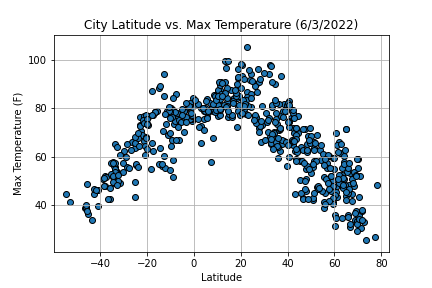 City Latitude vs. Max Temperature (6/3/2022)
100
80
60
40
Max Temperature (F)
−40 −20 0 20 40 60 80
Latitude